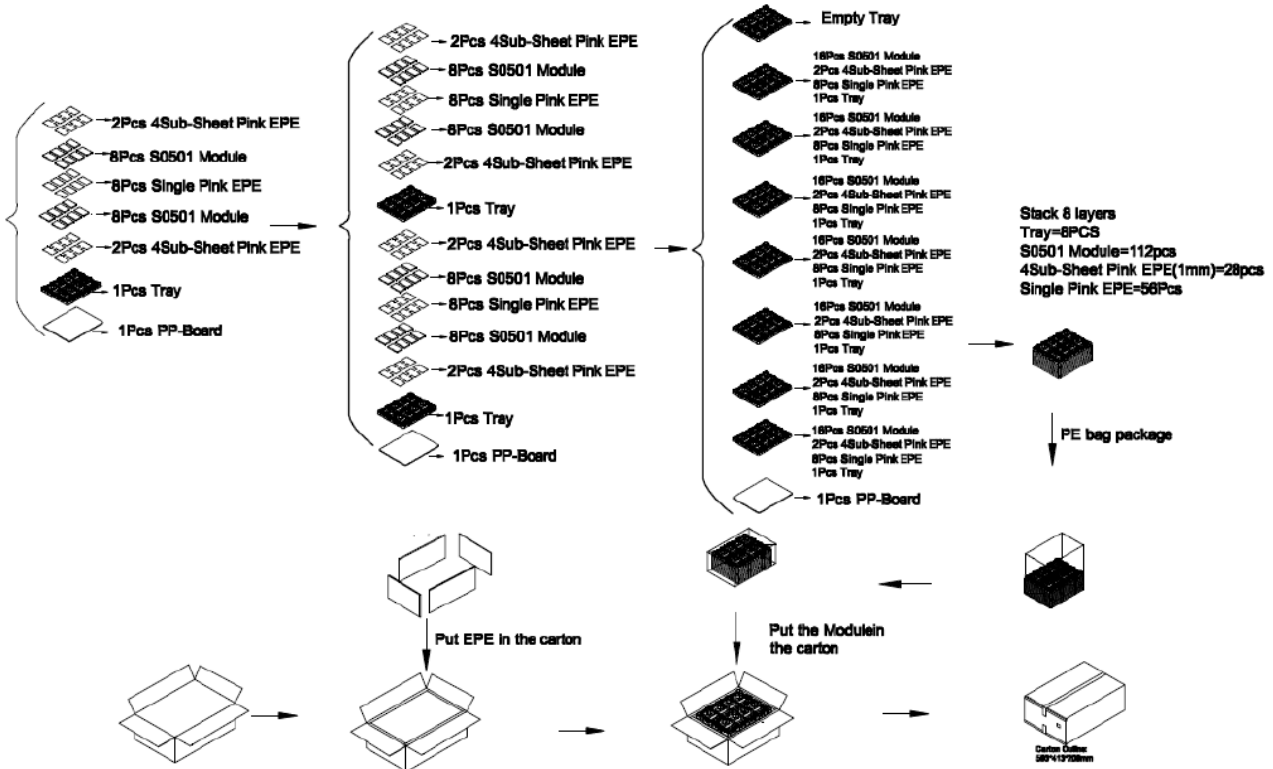 2Pcs 4Sub-Sheet Pink EPE
8Pcs S0501 Module
8Pcs Single Pink EPE
8Pcs S0501 Module
2Pcs 4Sub-Sheet Pink EPE
1Pcs Tray
1Pcs PP-Board
2Pcs 4Sub-Sheet Pink EPE
8Pcs S0501 Module
8Pcs Single Pink EPE
8Pcs S0501 Module
2Pcs 4Sub-Sheet Pink EPE
1Pcs Tray
2Pcs 4Sub-Sheet Pink EPE
8Pcs S0501 Module
8Pcs Single Pink EPE
8Pcs S0501 Module
2Pcs 4Sub-Sheet Pink EPE
1Pcs Tray
1Pcs PP-Board
Empty Tray
16Pcs S0501 Module
2Pcs 4Sub-Sheet Pink EPE
8Pcs Single Pink EPE
1Pcs Tray
16Pcs S0501 Module
2Pcs 4Sub-Sheet Pink EPE
8Pcs Single Pink EPE
1Pcs Tray
16Pcs S0501 Module
2Pcs 4Sub-Sheet Pink EPE
8Pcs Single Pink EPE
1Pcs Tray
16Pcs S0501 Module
2Pcs 4Sub-Sheet Pink EPE
8Pcs Single Pink EPE
1Pcs Tray
16Pcs S0501 Module
2Pcs 4Sub-Sheet Pink EPE
8Pcs Single Pink EPE
1Pcs Tray
16Pcs S0501 Module
2Pcs 4Sub-Sheet Pink EPE
8Pcs Single Pink EPE
1Pcs Tray
16Pcs S0501 Module
2Pcs 4Sub-Sheet Pink EPE
8Pcs Single Pink EPE
1Pcs Tray
1Pcs PP-Board
Stack 8 layers
Tray=8PCS
S0501 Module=112pcs
4Sub-Sheet Pink EPE(1mm)=28pcs
Single Pink EPE=56Pcs
PE bag package
Put EPE in the carton
Put the Modulein
the carton
Carton Outline: